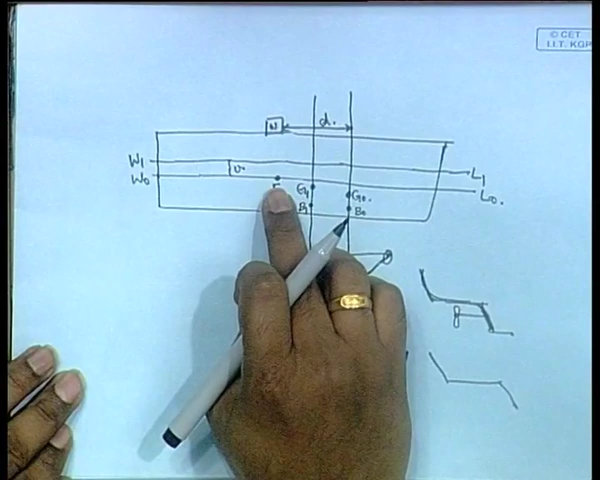 © CET
I.I.T. KGP
W
d.
W₁
L₁
W₀
v.
L₀.
F
G₁
G₀.
B₁
B₀